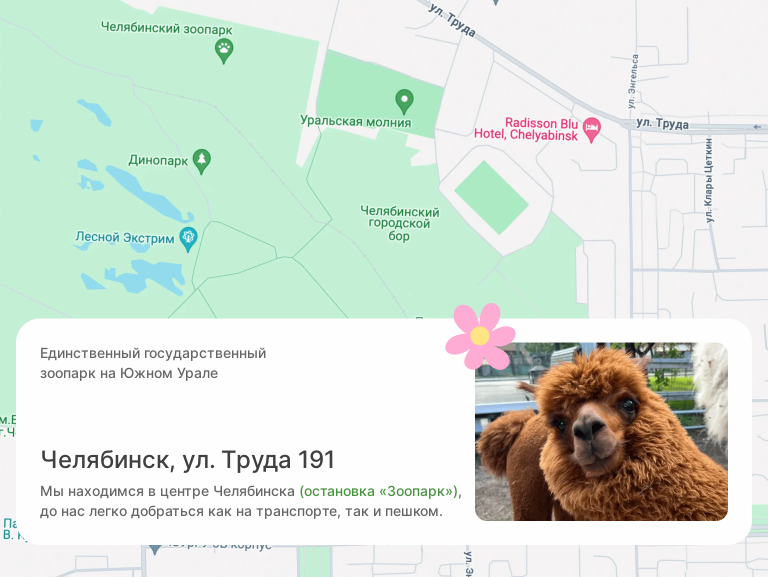 ул. Труда
Челябинский зоопарк
ул. Энгельса
Уральская молния
Radisson Blu
Hotel, Chelyabinsk
ул. Труда
Динопарк
ул. Клары Цеткин
Челябинский
городской
бор
Лесной Экстрим
Единственный государственный
зоопарк на Южном Урале
Челябинск, ул. Труда 191
Мы находимся в центре Челябинска (остановка «Зоопарк»),
до нас легко добраться как на транспорте, так и пешком.
корпус